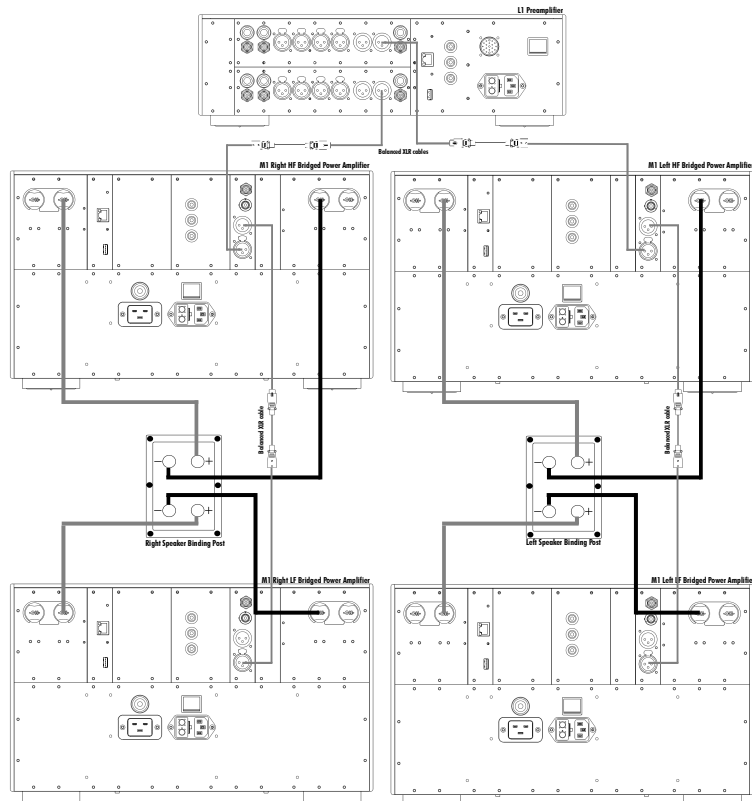 L1 Preamplifier
Balanced XLR cables
M1 Right HF Bridged Power Amplifier
M1 Left HF Bridged Power Amplifier
Balanced XLR cable
Balanced XLR cable
- +
- +
- +
- +
Right Speaker Binding Post
Left Speaker Binding Post
M1 Right LF Bridged Power Amplifier
M1 Left LF Bridged Power Amplifier